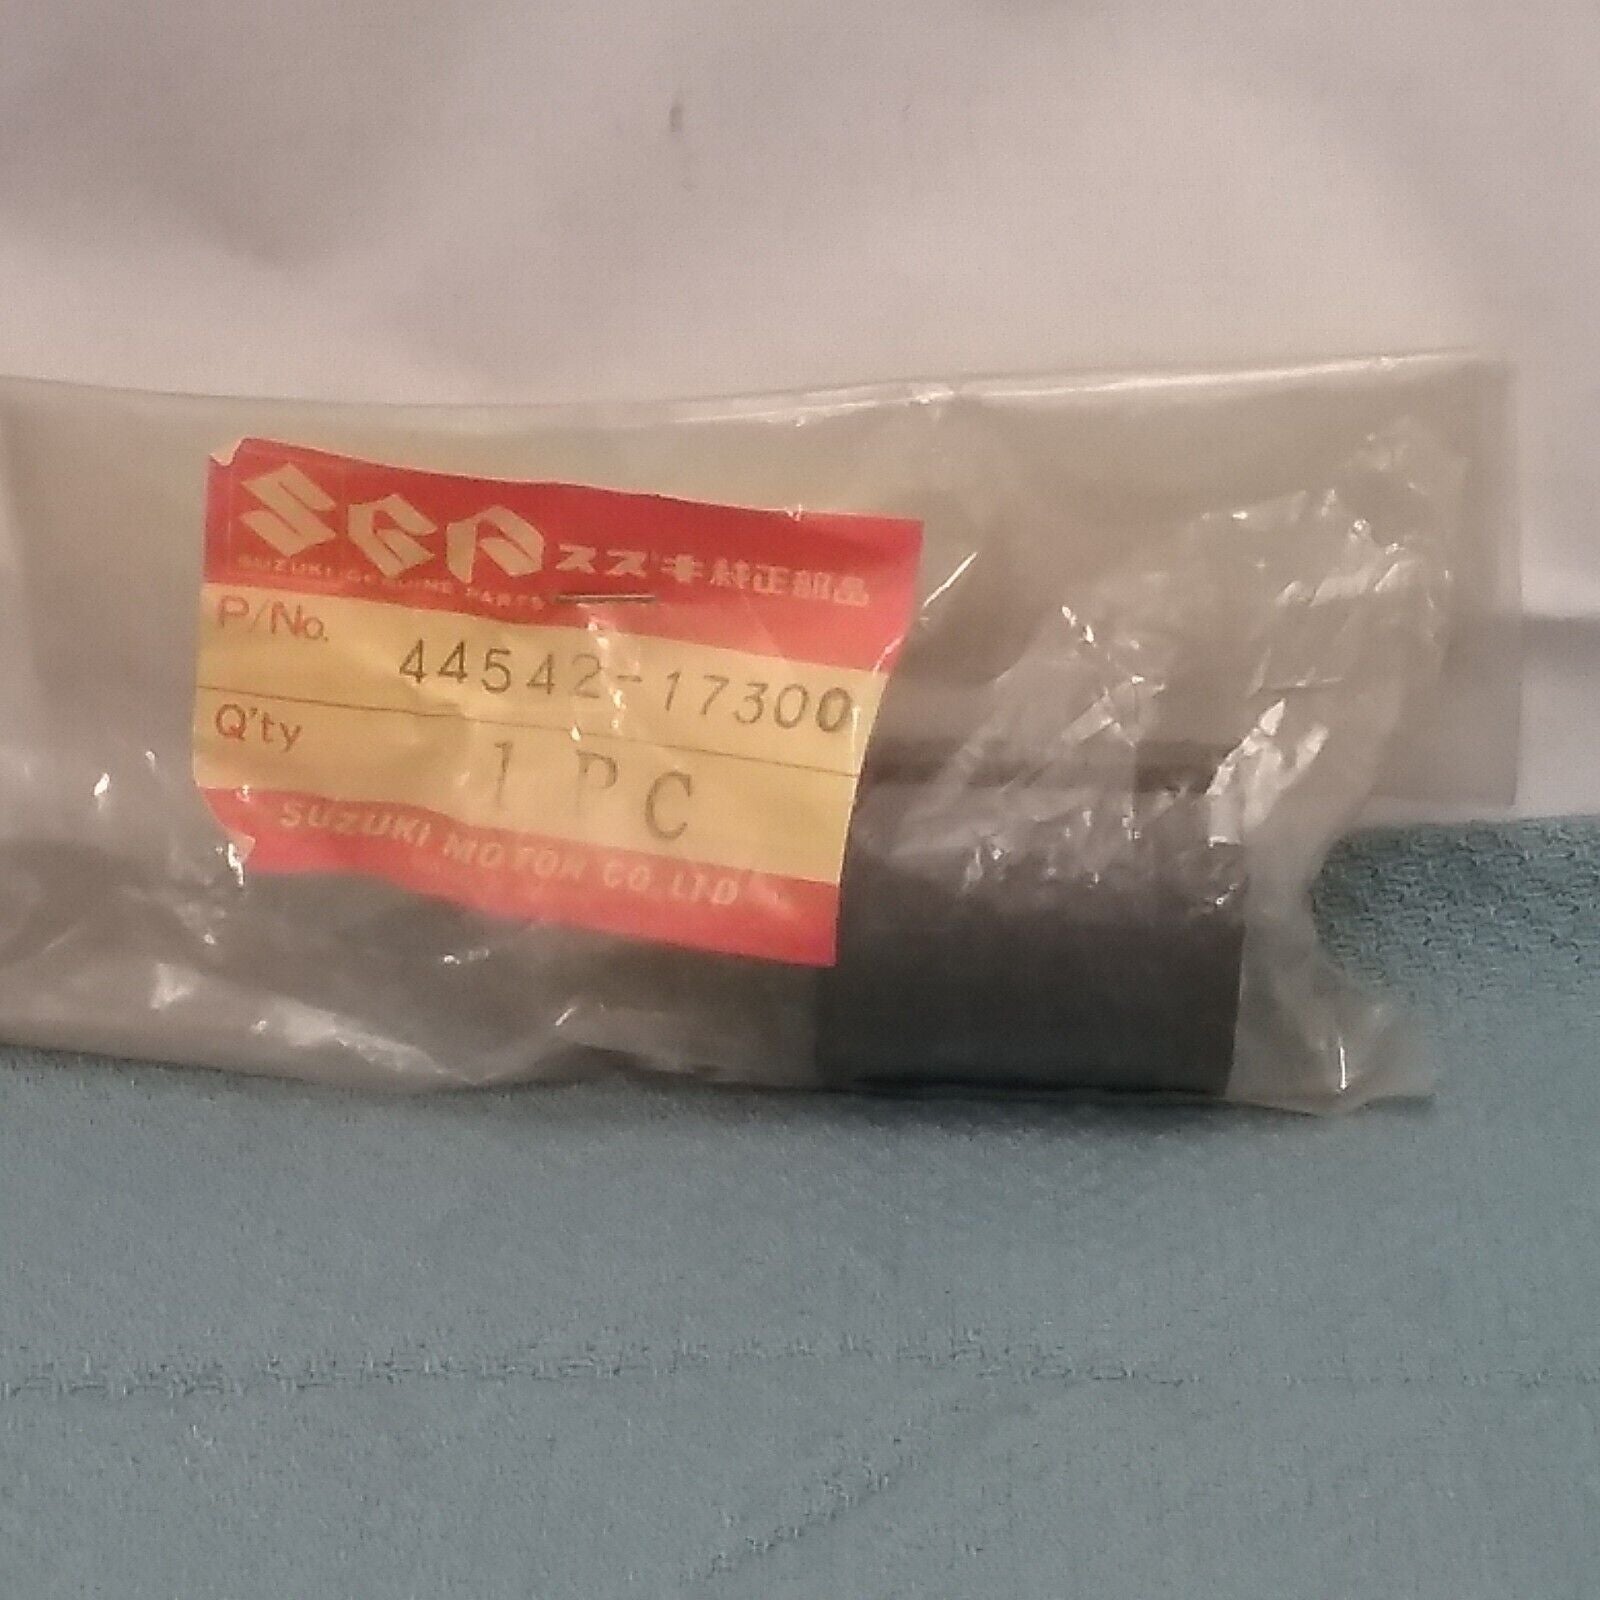 SGP スズキ純正部品
SUZUKI GENUINE PARTS
P/No. 44542-17300
Q'ty 1 PC
SUZUKI MOTOR CO.,LTD